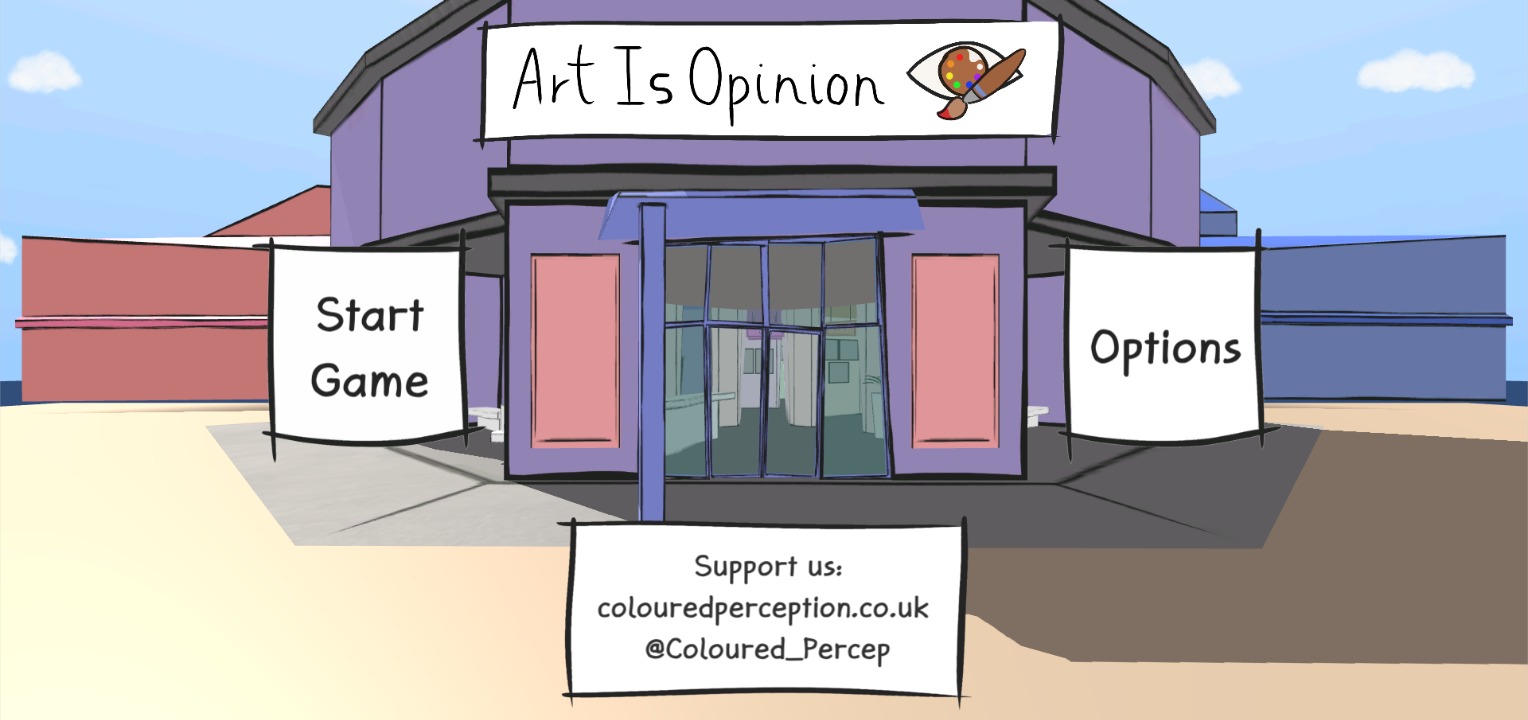 Art Is Opinion
Start
Game
Options
Support us:
colouredperception.co.uk
@Coloured_Percep